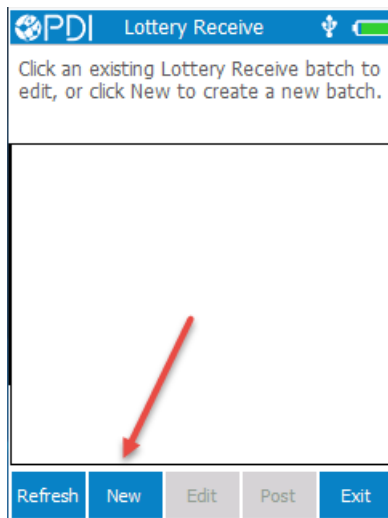 PDI Lottery Receive
Click an existing Lottery Receive batch to
edit, or click New to create a new batch.
Refresh New Edit Post Exit